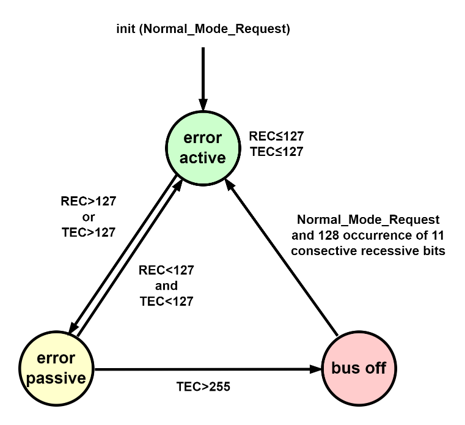 init (Normal_Mode_Request)
error
active
REC≤127
TEC≤127
REC>127
or
TEC>127
Normal_Mode_Request
and 128 occurrence of 11
consective recessive bits
REC<127
and
TEC<127
error
passive
bus off
TEC>255